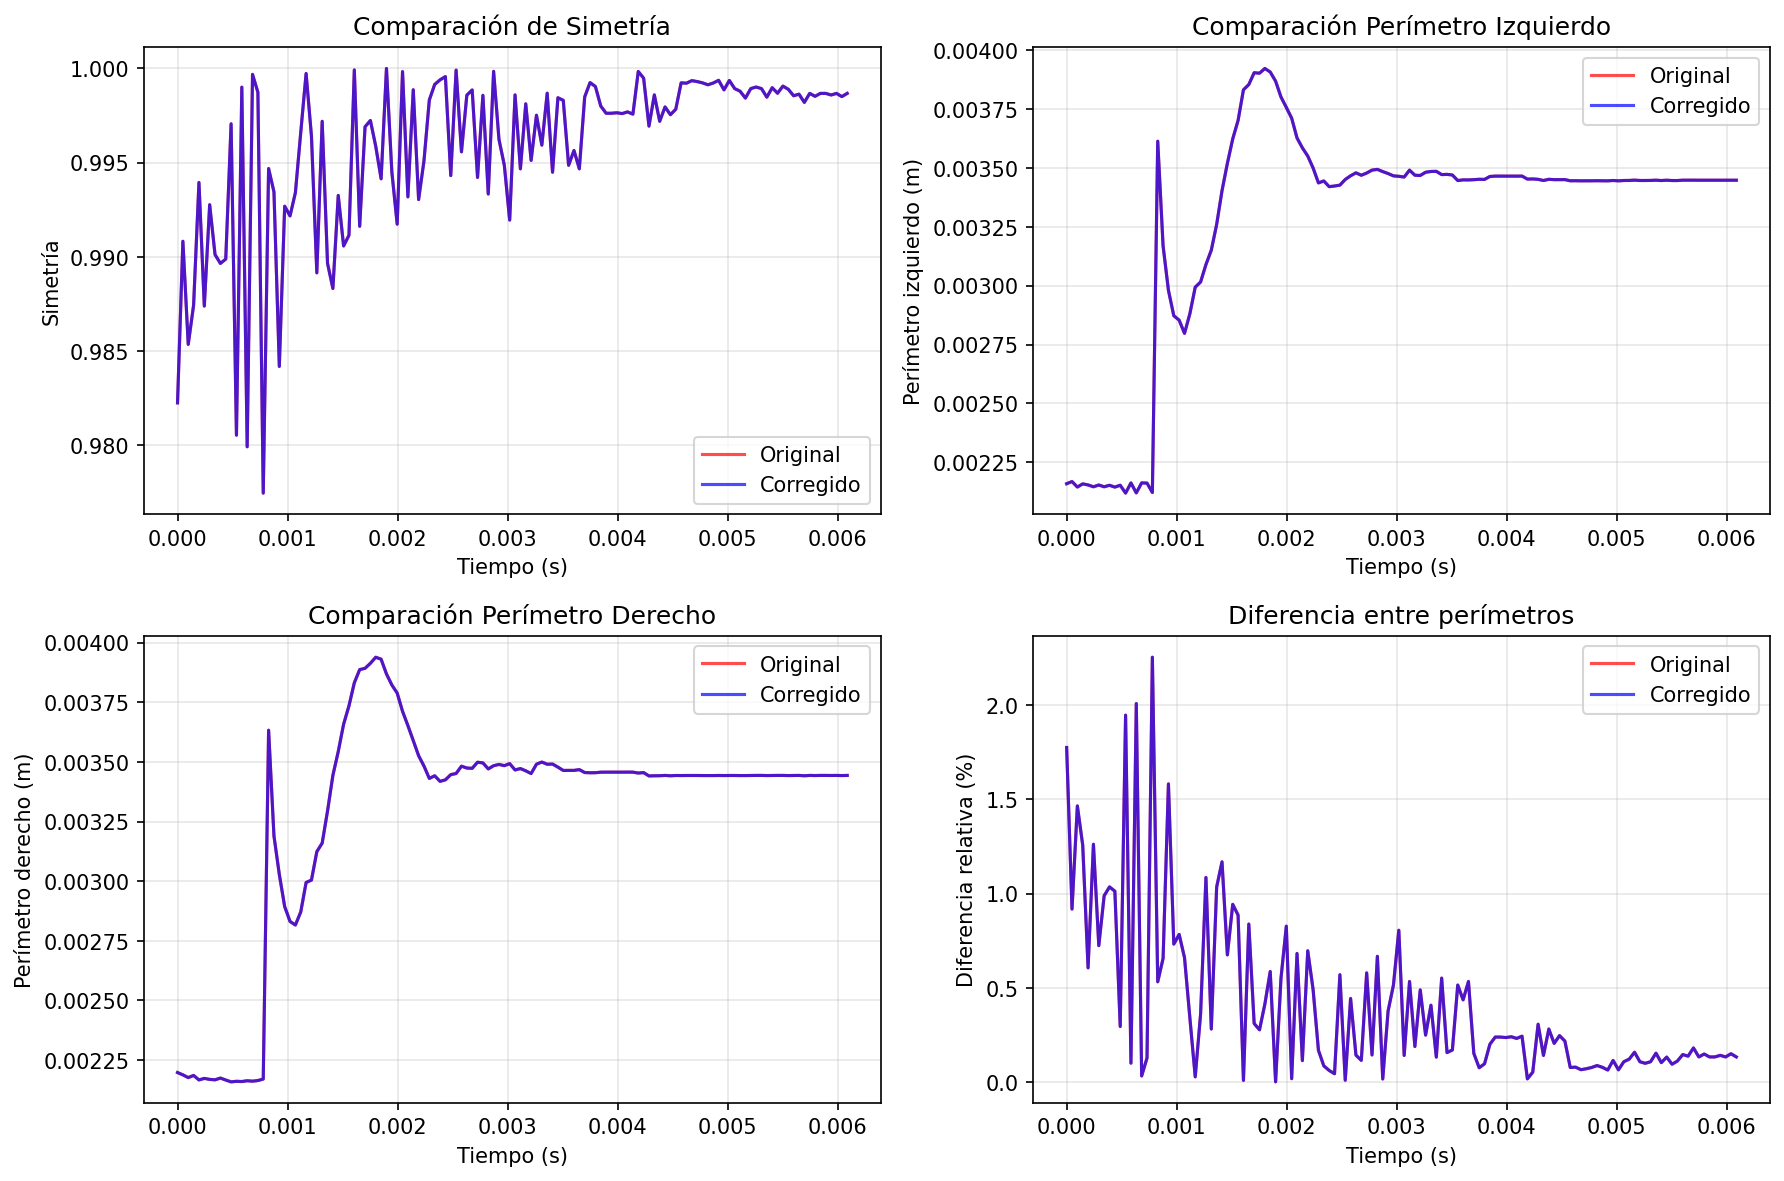 Comparación de Simetría
Simetría
1.000
0.995
0.990
0.985
0.980
0.000 0.001 0.002 0.003 0.004 0.005 0.006
Tiempo (s)
Original
Corregido
Comparación Perímetro Izquierdo
Perímetro izquierdo (m)
0.00400
0.00375
0.00350
0.00325
0.00300
0.00275
0.00250
0.00225
0.000 0.001 0.002 0.003 0.004 0.005 0.006
Tiempo (s)
Original
Corregido
Comparación Perímetro Derecho
Perímetro derecho (m)
0.00400
0.00375
0.00350
0.00325
0.00300
0.00275
0.00250
0.00225
0.000 0.001 0.002 0.003 0.004 0.005 0.006
Tiempo (s)
Original
Corregido
Diferencia entre perímetros
Diferencia relativa (%)
2.0
1.5
1.0
0.5
0.0
0.000 0.001 0.002 0.003 0.004 0.005 0.006
Tiempo (s)
Original
Corregido